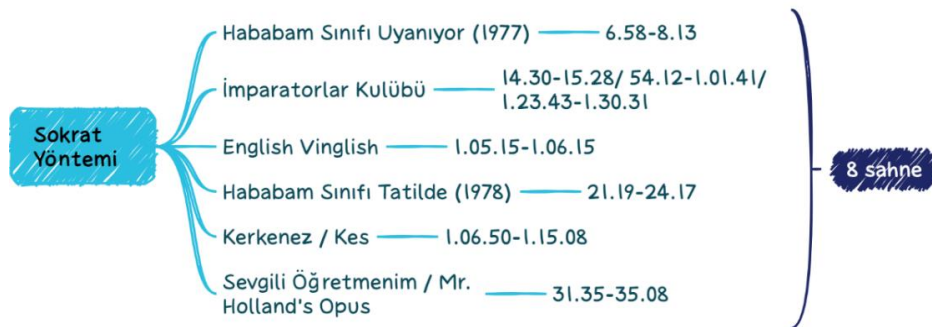 Sokrat
Yöntemi
Hababam Sınıfı Uyanıyor (1977)
6.58-8.13
İmparatorlar Kulübü
14.30-15.28/ 54.12-1.01.41/
1.23.43-1.30.31
English Vinglish
1.05.15-1.06.15
Hababam Sınıfı Tatilde (1978)
21.19-24.17
Kerkenez / Kes
1.06.50-1.15.08
Sevgili Öğretmenim / Mr.
Holland's Opus
31.35-35.08
8 sahne